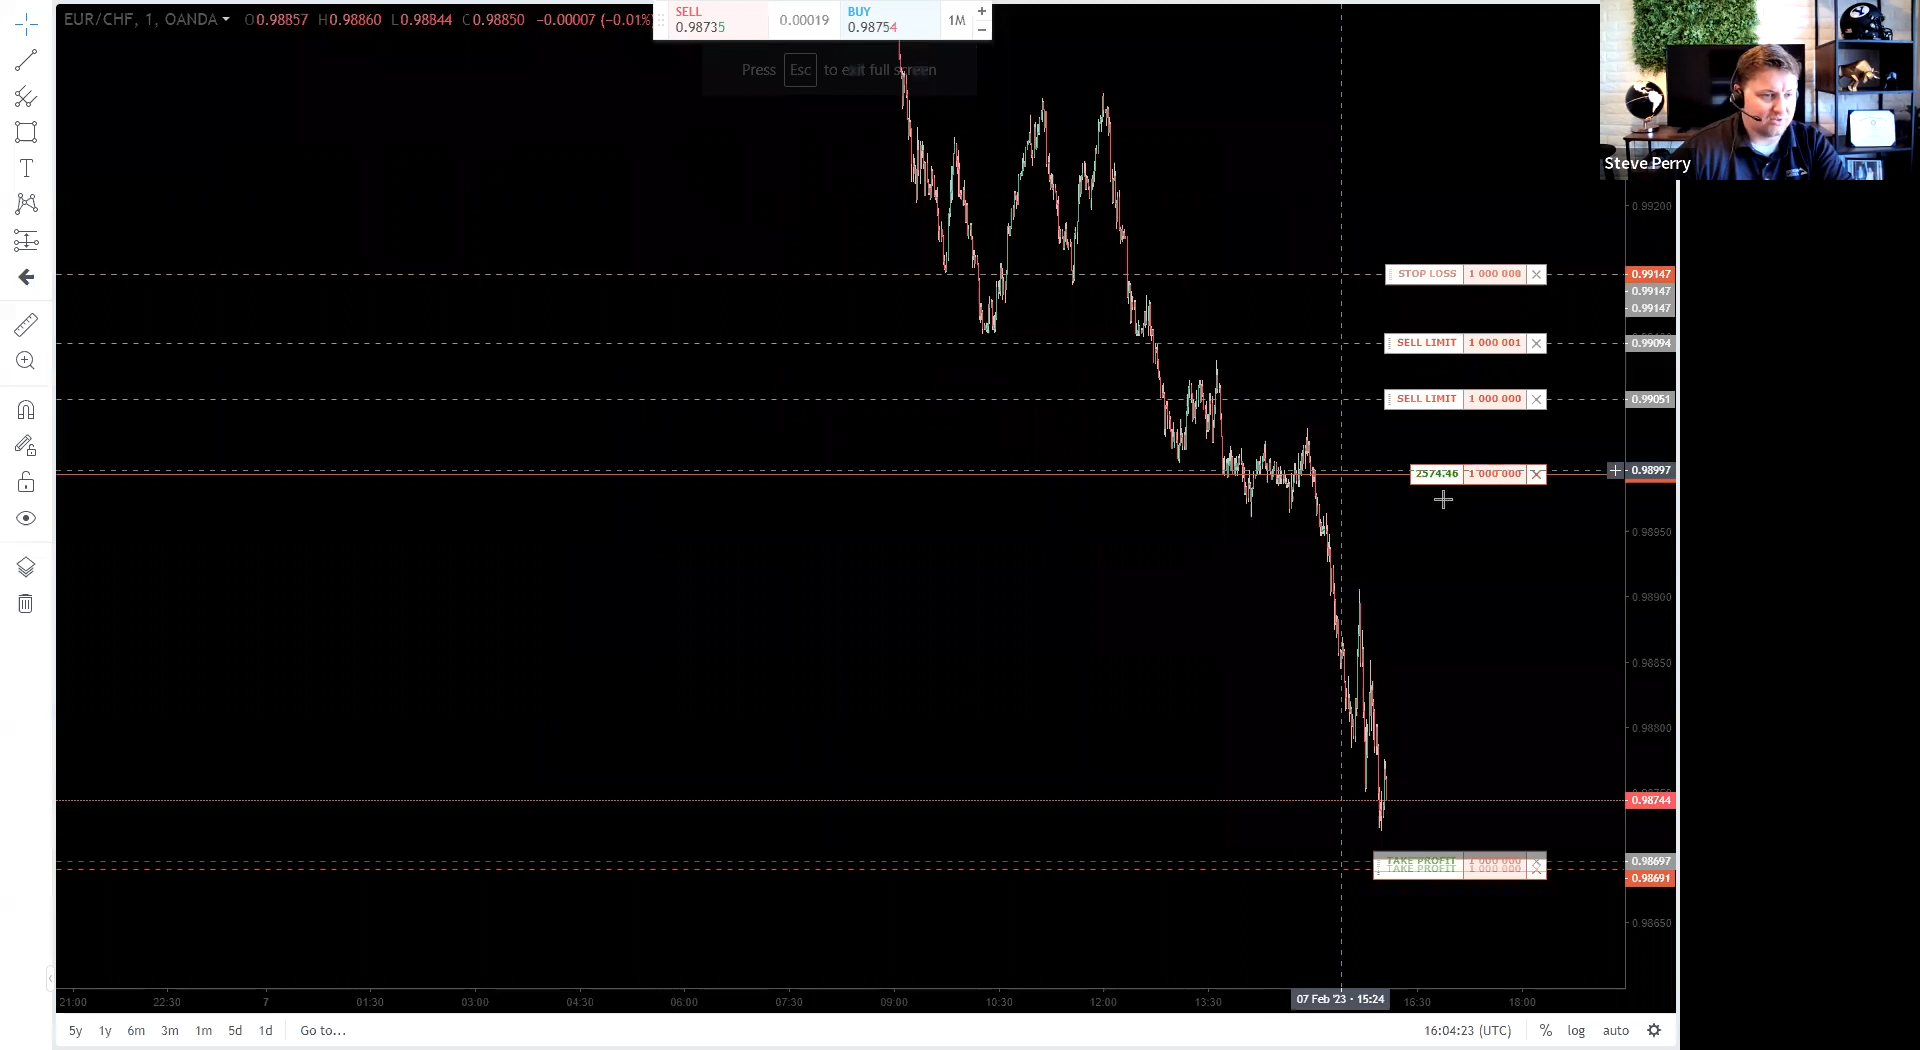 EUR/CHF, 1, OANDA O0.98857 H0.98860 L0.98844 C0.98850 −0.00007 (−0.01%)
SELL
0.98735
0.00019
BUY
0.98754
1M
Press Esc to exit full screen
Steve Perry
0.99200
STOP LOSS 1 000 000 0.99147
0.99147
0.99147
SELL LIMIT 1 000 001 0.99094
SELL LIMIT 1 000 000 0.99051
2574.46 1 000 000 0.98997
0.98950
0.98900
0.98850
0.98800
0.98744
TAKE PROFIT 1 000 000 0.98697
TAKE PROFIT 1 000 000 0.98691
0.98650
21:00 22:30 7 01:30 03:00 04:30 06:00 07:30 09:00 10:30 12:00 13:30 07 Feb '23 · 15:24 16:30 18:00
5y 1y 6m 3m 1m 5d 1d Go to... 16:04:23 (UTC) % log auto